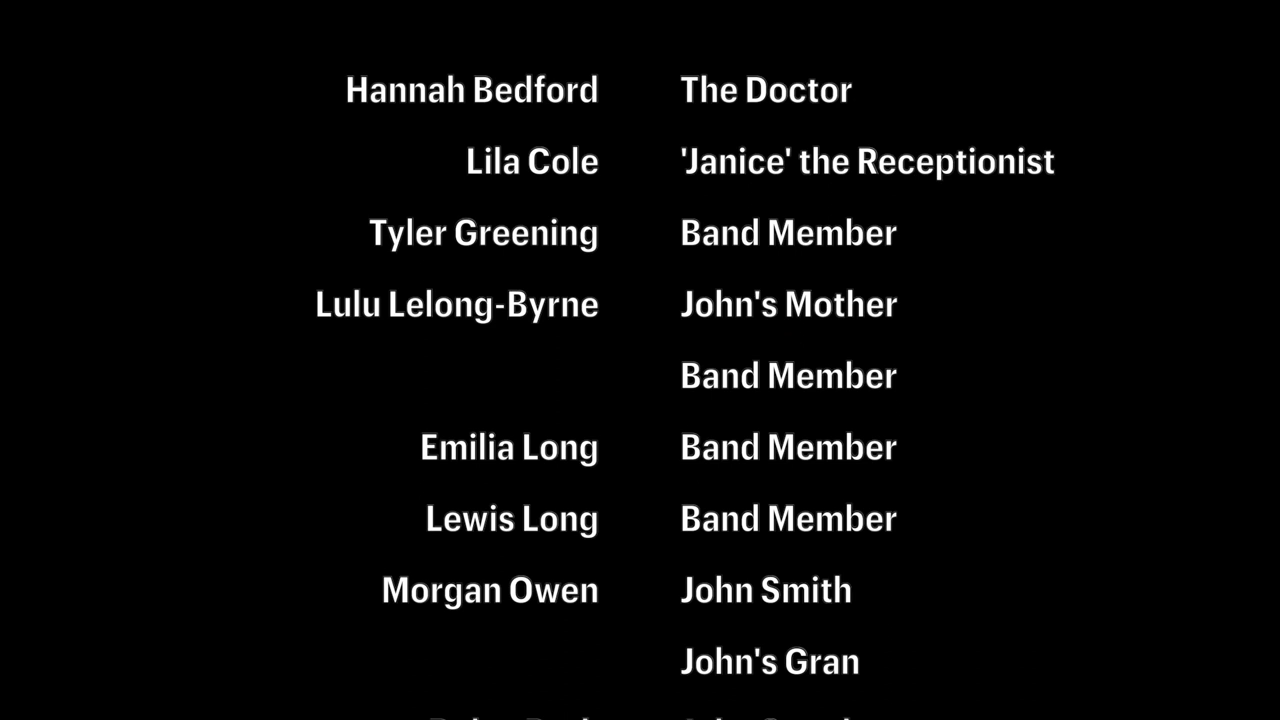 Hannah Bedford The Doctor
Lila Cole 'Janice' the Receptionist
Tyler Greening Band Member
Lulu Lelong-Byrne John's Mother
Band Member
Emilia Long Band Member
Lewis Long Band Member
Morgan Owen John Smith
John's Gran